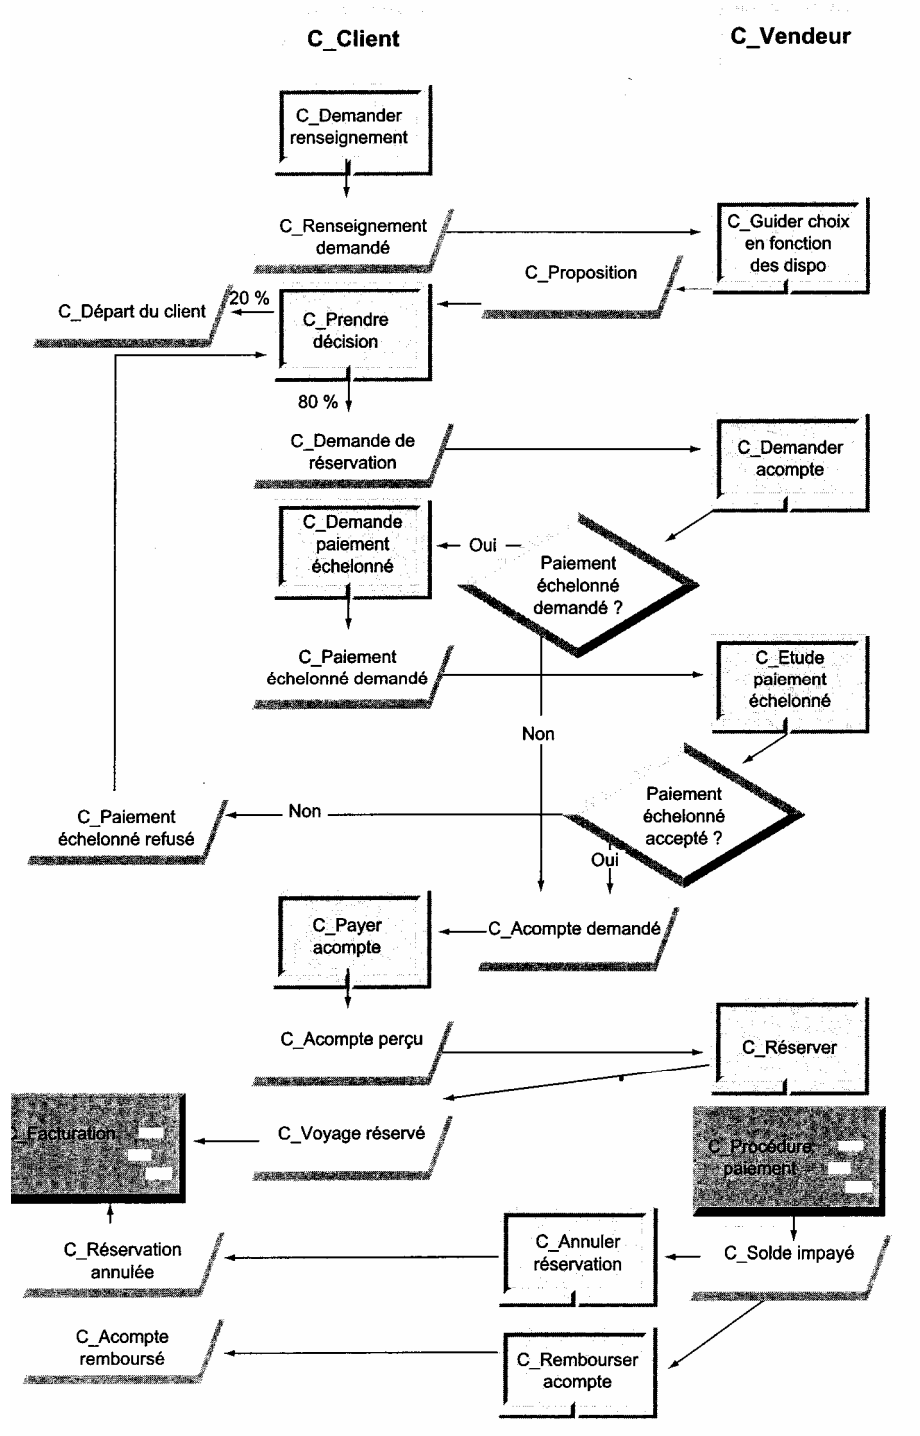 C_Client
C_Vendeur
C_Demander
renseignement
C_Renseignement
demandé
C_Guider choix
en fonction
des dispo
C_Proposition
C_Départ du client
20 %
C_Prendre
décision
80 %
C_Demande de
réservation
C_Demander
acompte
C_Demande
paiement
échelonné
Oui
Paiement
échelonné
demandé ?
C_Paiement
échelonné demandé
C_Etude
paiement
échelonné
Non
Paiement
échelonné
accepté ?
Non
C_Paiement
échelonné refusé
Oui
C_Payer
acompte
C_Acompte demandé
C_Acompte perçu
C_Réserver
C_Facturation
C_Voyage réservé
C_Procédure
paiement
C_Réservation
annulée
C_Annuler
réservation
C_Solde impayé
C_Acompte
remboursé
C_Rembourser
acompte